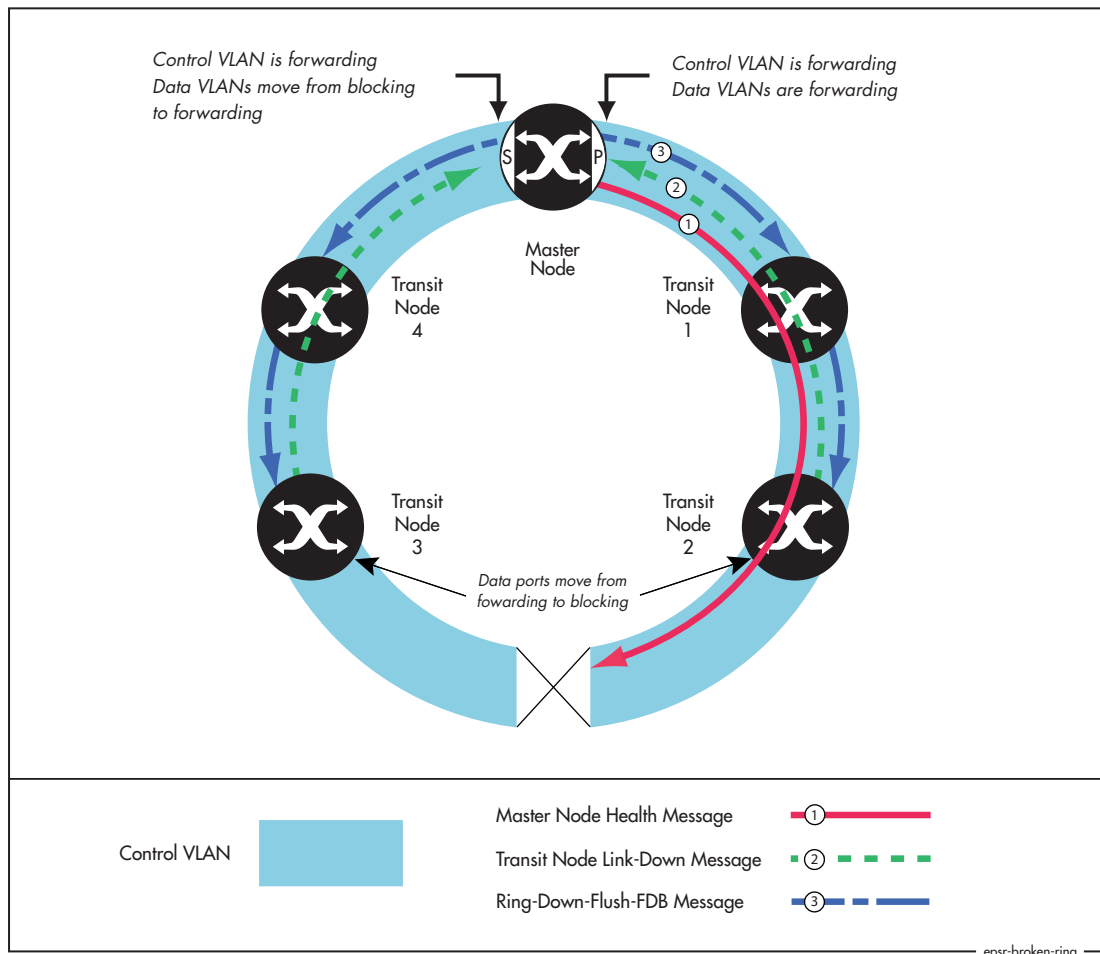 Control VLAN is forwarding
Data VLANs move from blocking
to forwarding
Control VLAN is forwarding
Data VLANs are forwarding
S
P
3
2
1
Master
Node
Transit
Node
4
Transit
Node
1
Transit
Node
3
Transit
Node
2
Data ports move from
fowarding to blocking
Control VLAN
Master Node Health Message
1
Transit Node Link-Down Message
2
Ring-Down-Flush-FDB Message
3
epsr-broken-ring